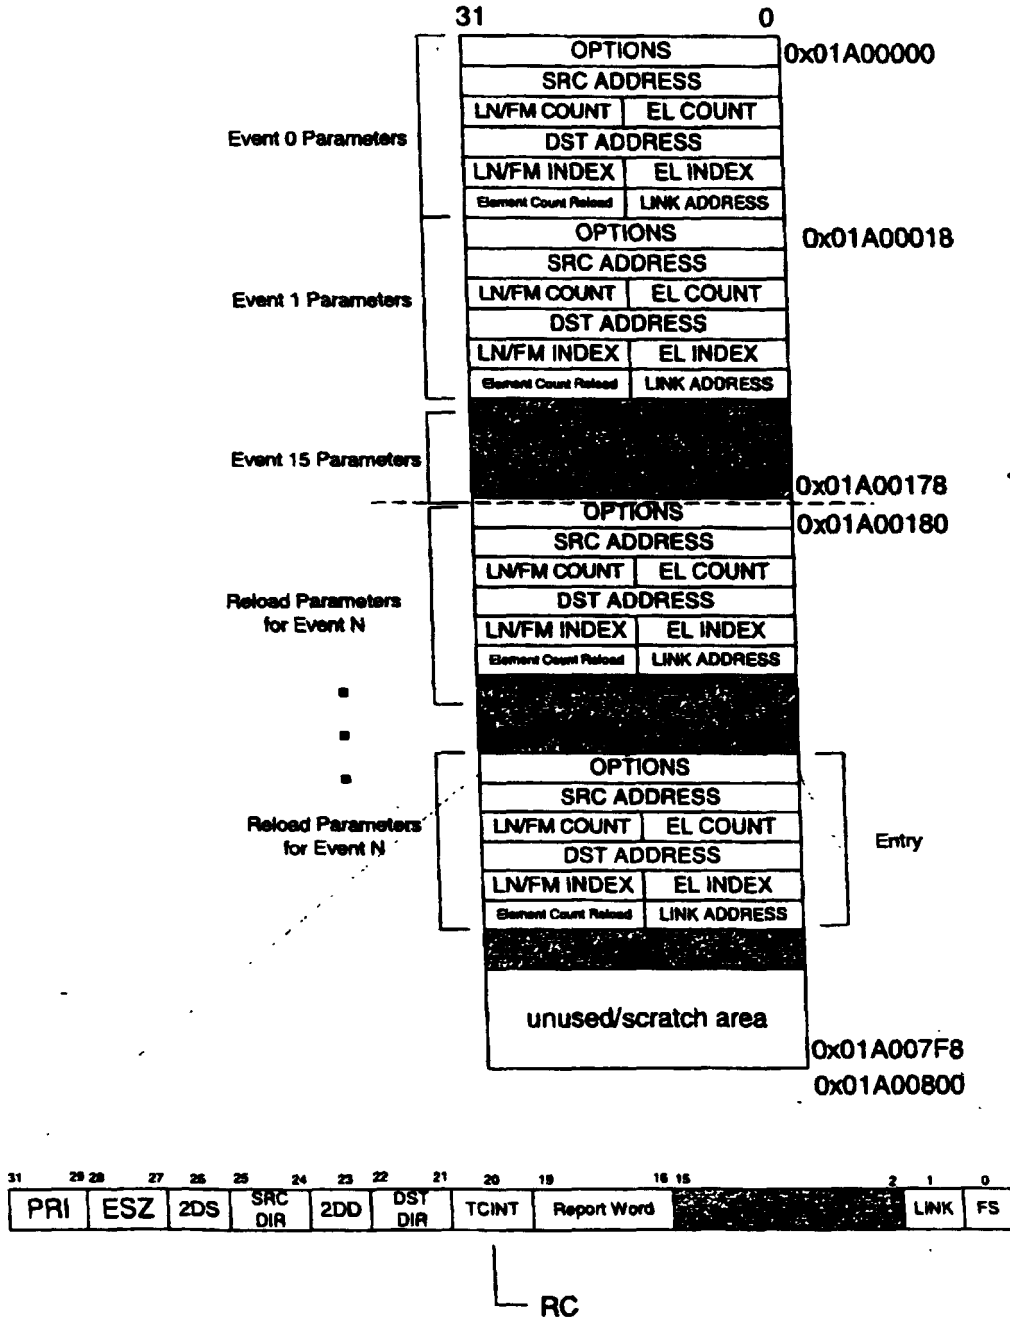 31 0
OPTIONS 0x01A00000
SRC ADDRESS
LN/FM COUNT EL COUNT
Event 0 Parameters DST ADDRESS
LN/FM INDEX EL INDEX
Element Count Reload LINK ADDRESS
OPTIONS 0x01A00018
SRC ADDRESS
Event 1 Parameters LN/FM COUNT EL COUNT
DST ADDRESS
LN/FM INDEX EL INDEX
Element Count Reload LINK ADDRESS
Event 15 Parameters
0x01A00178
OPTIONS 0x01A00180
SRC ADDRESS
LN/FM COUNT EL COUNT
Reload Parameters DST ADDRESS
for Event N LN/FM INDEX EL INDEX
Element Count Reload LINK ADDRESS
OPTIONS
SRC ADDRESS
Reload Parameters LN/FM COUNT EL COUNT
for Event N DST ADDRESS Entry
LN/FM INDEX EL INDEX
Element Count Reload LINK ADDRESS
unused/scratch area
0x01A007F8
0x01A00800
31 29 28 27 26 25 24 23 22 21 20 19 16 15 2 1 0
PRI ESZ 2DS SRC DIR 2DD DST DIR TCINT Report Word LINK FS
RC